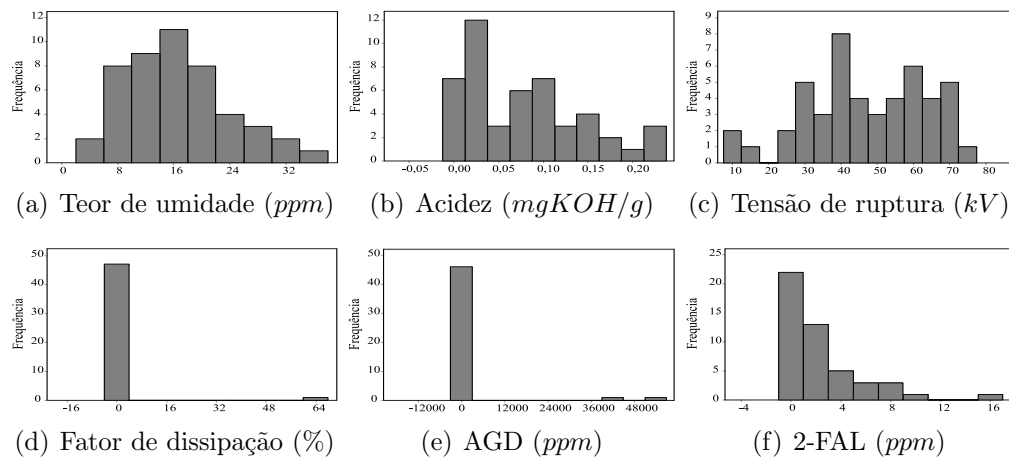 Frequência
12
10
8
6
4
2
0
0 8 16 24 32
(a) Teor de umidade (ppm)
Frequência
12
10
8
6
4
2
0
-0,05 0,00 0,05 0,10 0,15 0,20
(b) Acidez (mgKOH/g)
Frequência
9
8
7
6
5
4
3
2
1
0
10 20 30 40 50 60 70 80
(c) Tensão de ruptura (kV)
Frequência
50
40
30
20
10
0
-16 0 16 32 48 64
(d) Fator de dissipação (%)
Frequência
50
40
30
20
10
0
-12000 0 12000 24000 36000 48000
(e) AGD (ppm)
Frequência
25
20
15
10
5
0
-4 0 4 8 12 16
(f) 2-FAL (ppm)